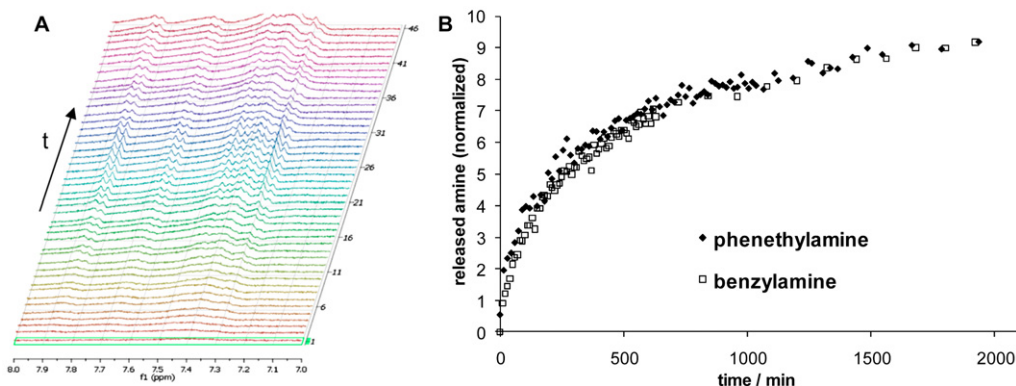 A
t
46
41
36
31
26
21
16
11
6
1
8.0 7.9 7.8 7.7 7.6 7.5 7.4 7.3 7.2 7.1 7.0
f1 (ppm)
B
released amine (normalized)
10
9
8
7
6
5
4
3
2
1
0
phenethylamine
benzylamine
0 500 1000 1500 2000
time / min